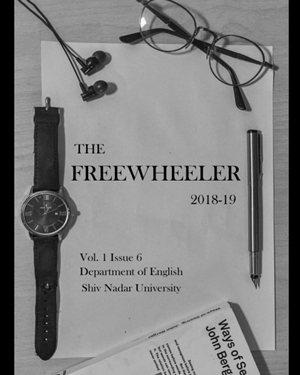 THE
FREEWHEELER
2018-19
Vol. 1 Issue 6
Department of English
Shiv Nadar University
Ways of Se
John Berg